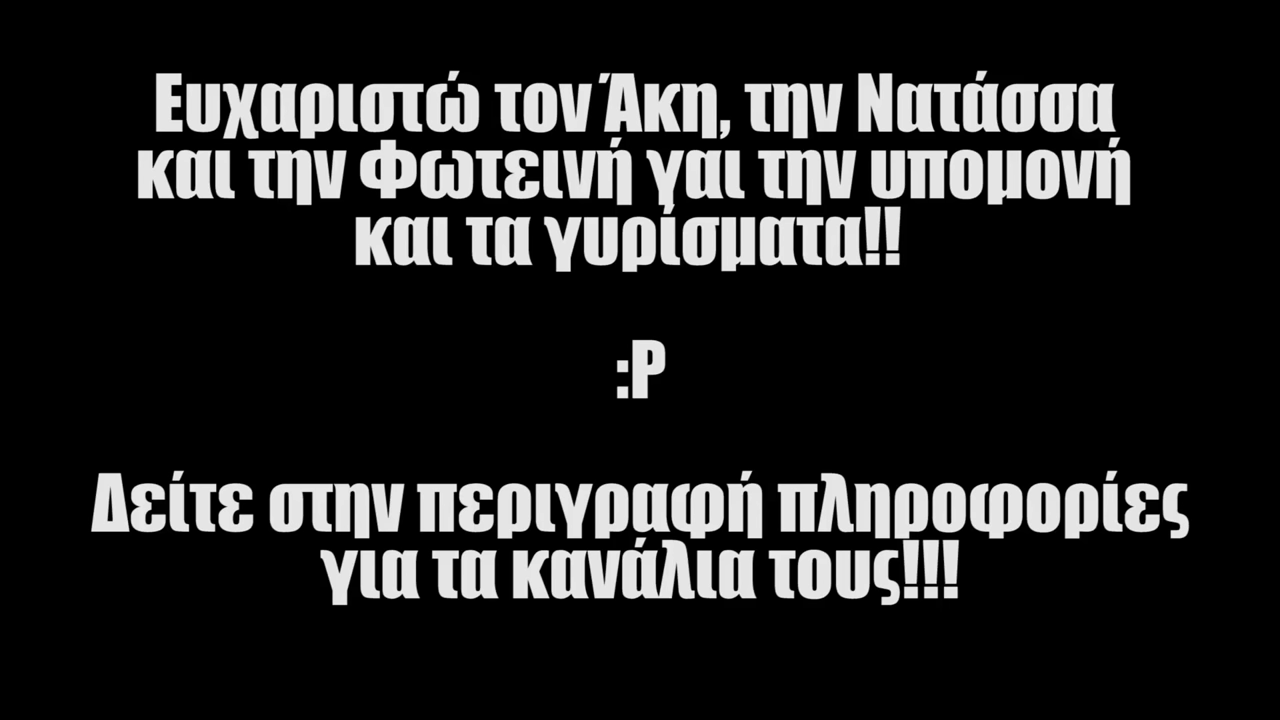 Ευχαριστώ τον Άκη, την Νατάσσα
και την Φωτεινή γαι την υπομονή
και τα γυρίσματα!!
:P
Δείτε στην περιγραφή πληροφορίες
για τα κανάλια τους!!!